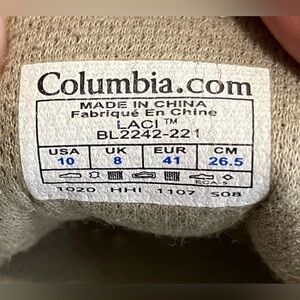 Columbia.com
MADE IN CHINA
Fabriqué En Chine
LACI™
BL2242-221
USA UK EUR CM
10 8 41 26.5
1020 HHI 1107 S08